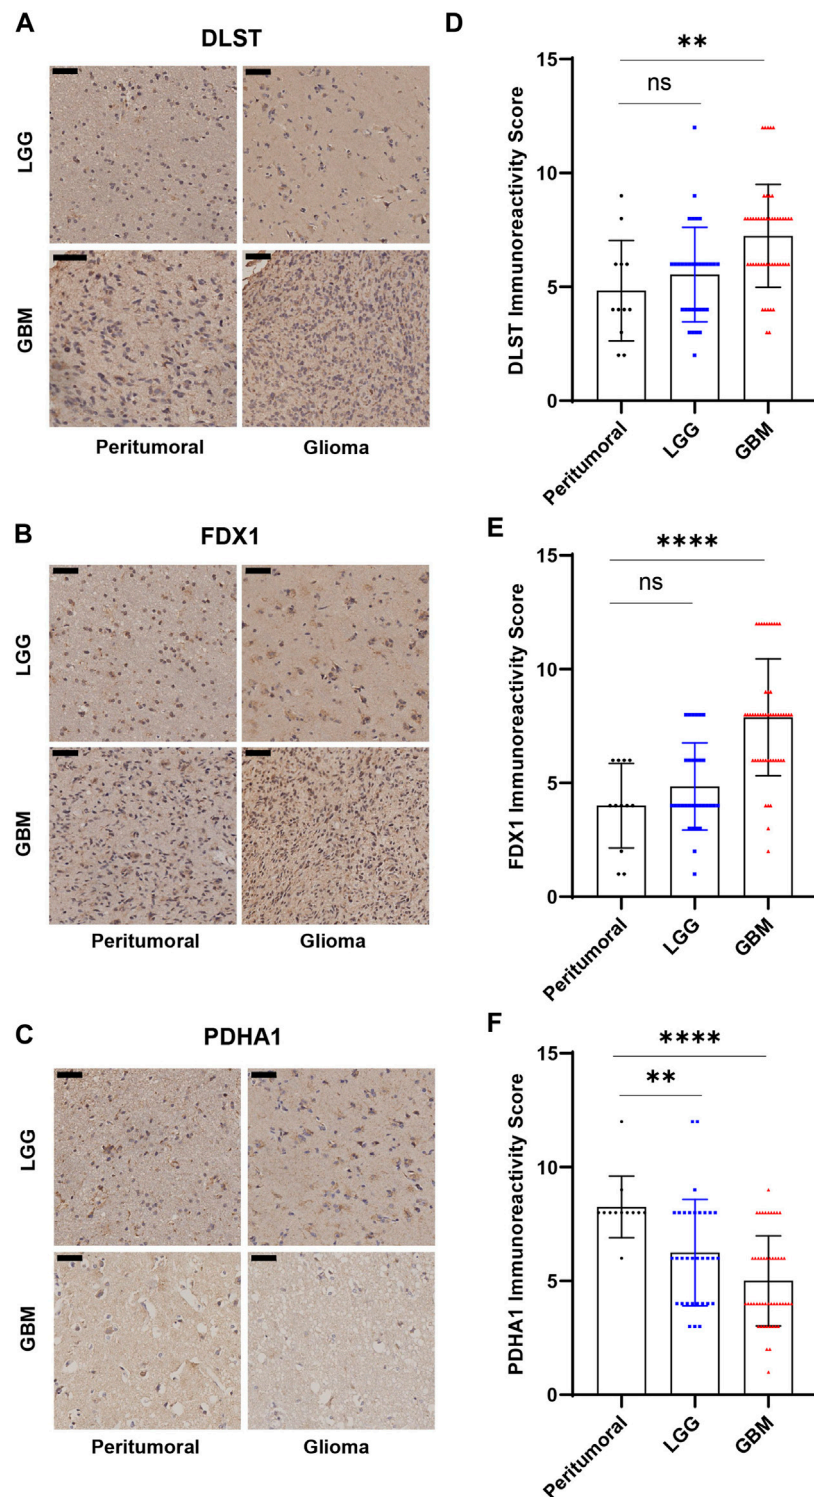 A
DLST
LGG
GBM
Peritumoral
Glioma
D
DLST Immunoreactivity Score
15
10
5
0
**
ns
Peritumoral
LGG
GBM
B
FDX1
LGG
GBM
Peritumoral
Glioma
E
FDX1 Immunoreactivity Score
15
10
5
0
****
ns
Peritumoral
LGG
GBM
C
PDHA1
LGG
GBM
Peritumoral
Glioma
F
PDHA1 Immunoreactivity Score
15
10
5
0
****
**
Peritumoral
LGG
GBM